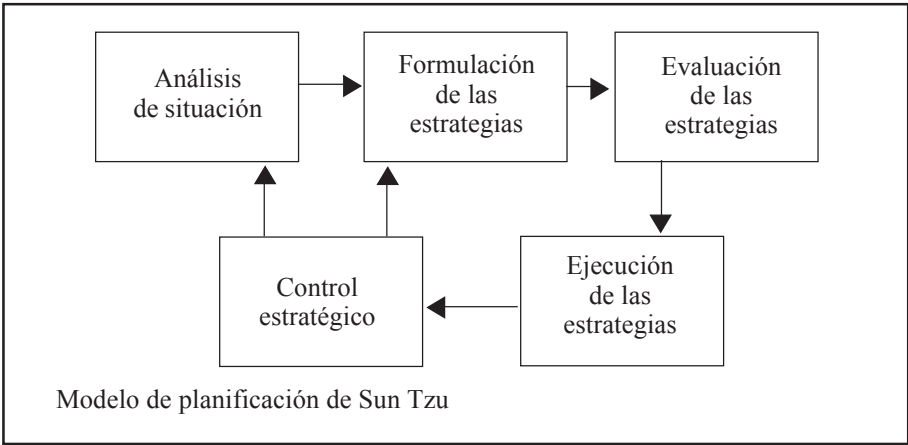 Análisis
de situación
Formulación
de las
estrategias
Evaluación
de las
estrategias
Control
estratégico
Ejecución
de las
estrategias
Modelo de planificación de Sun Tzu